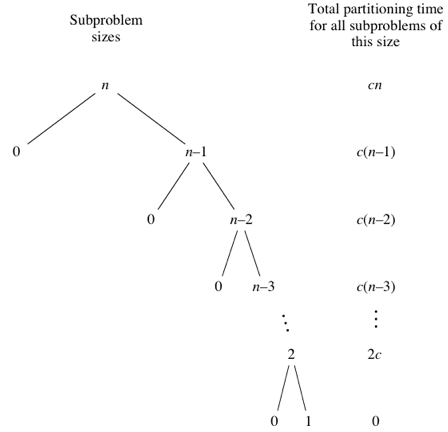 Subproblem
sizes
Total partitioning time
for all subproblems of
this size
n
cn
0
n–1
c(n–1)
0
n–2
c(n–2)
0
n–3
c(n–3)
⋱
⋮
2
2c
0
1
0